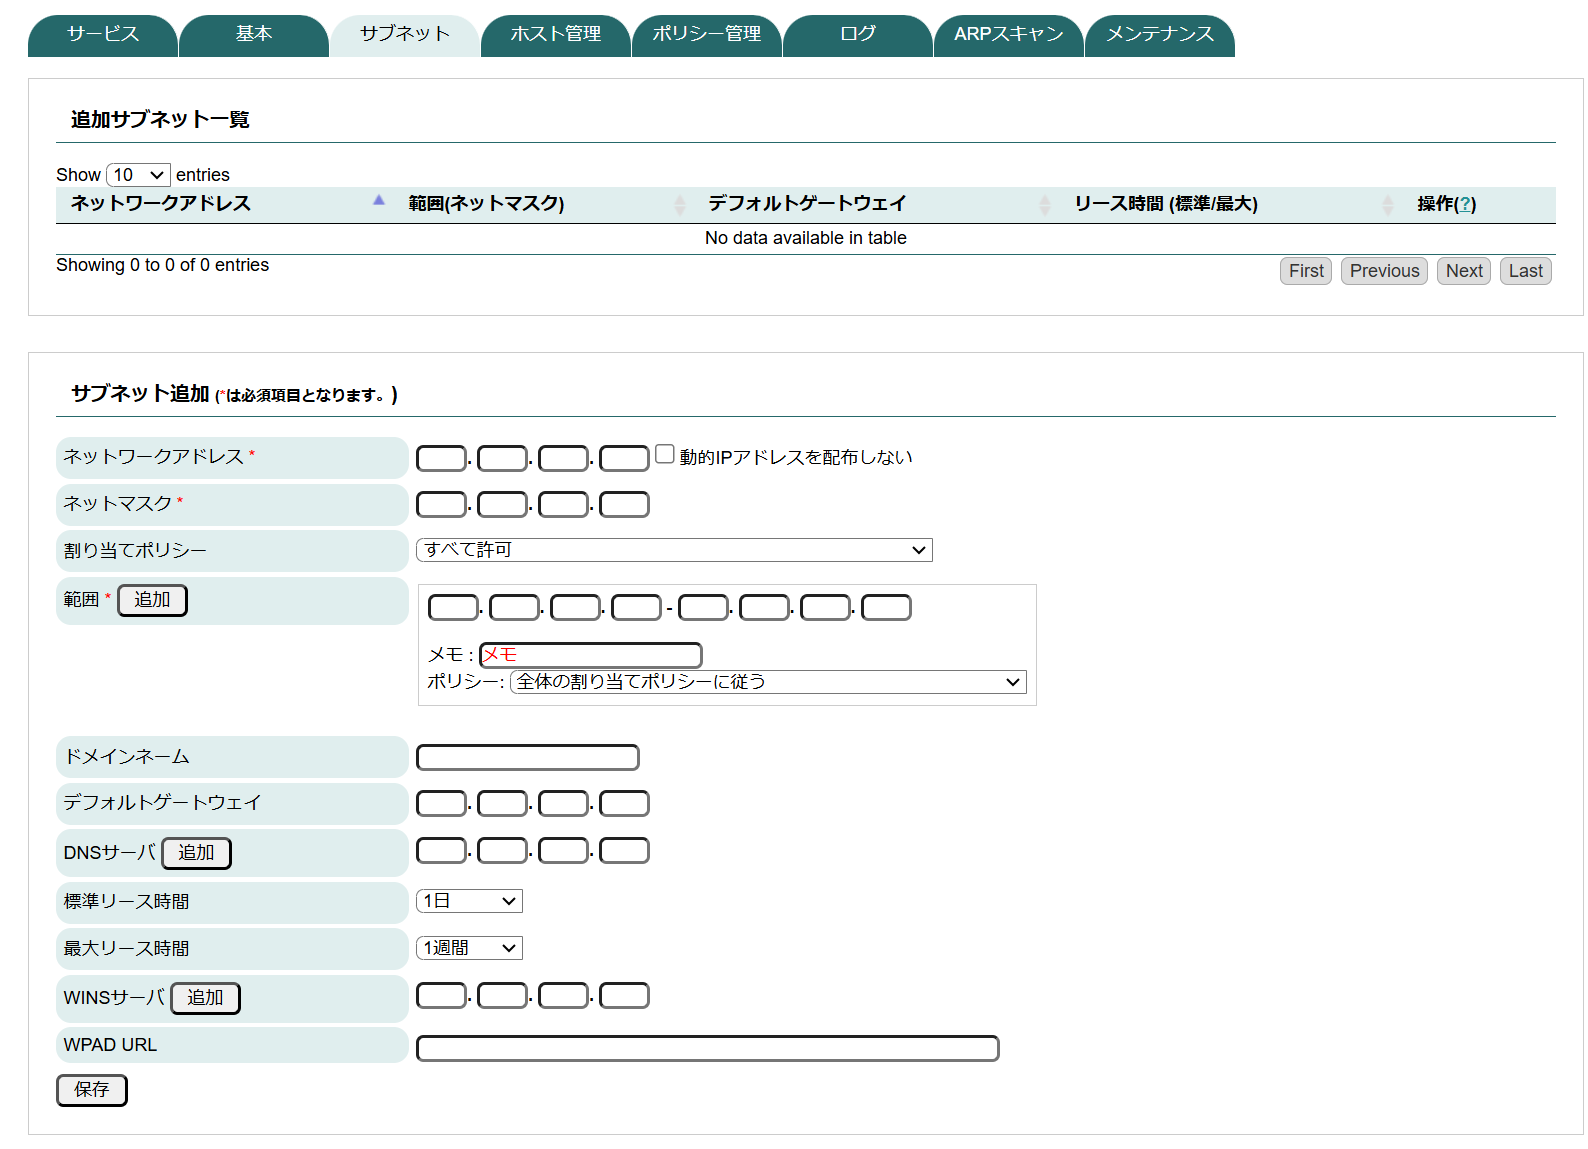 サービス 基本 サブネット ホスト管理 ポリシー管理 ログ ARPスキャン メンテナンス
追加サブネット一覧
Show 10 entries
ネットワークアドレス 範囲(ネットマスク) デフォルトゲートウェイ リース時間 (標準/最大) 操作(?)
No data available in table
Showing 0 to 0 of 0 entries
First Previous Next Last
サブネット追加 (*は必須項目となります。)
ネットワークアドレス * . . . 動的IPアドレスを配布しない
ネットマスク * . . .
割り当てポリシー すべて許可
範囲 * 追加 . . . - . . .
メモ : メモ
ポリシー: 全体の割り当てポリシーに従う
ドメインネーム
デフォルトゲートウェイ . . .
DNSサーバ 追加 . . .
標準リース時間 1日
最大リース時間 1週間
WINSサーバ 追加 . . .
WPAD URL
保存